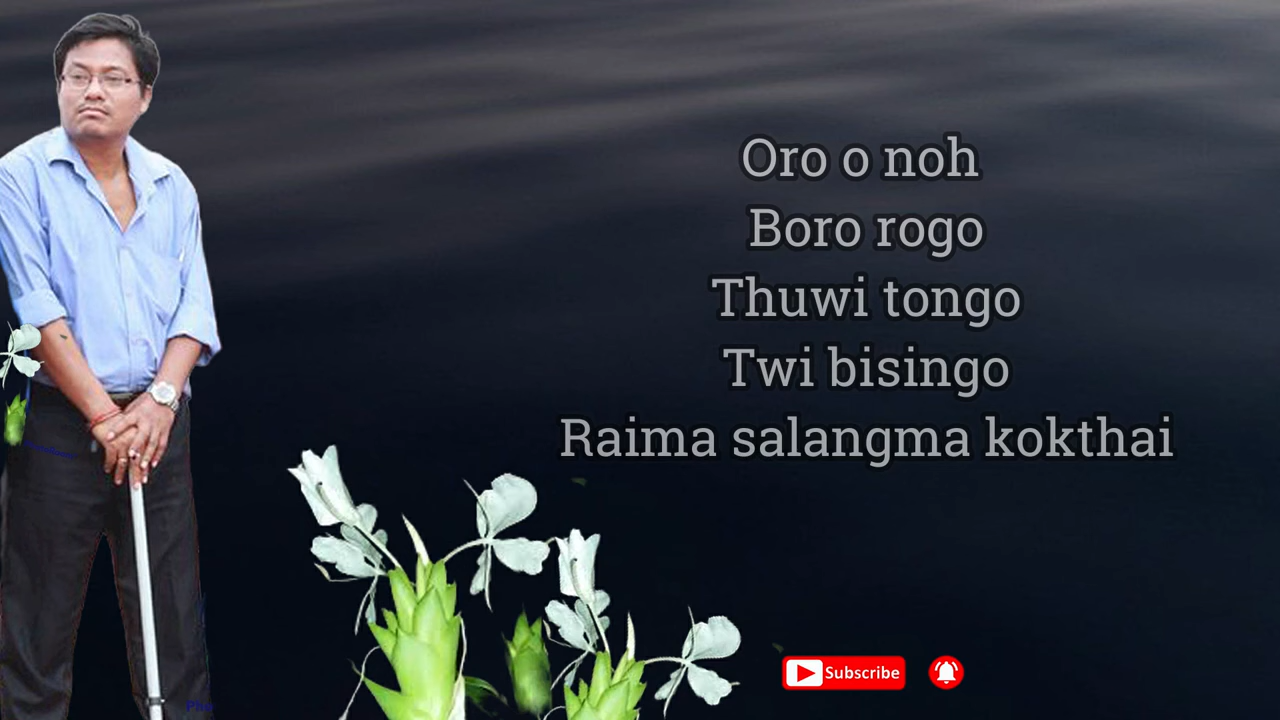 Oro o noh
Boro rogo
Thuwi tongo
Twi bisingo
Raima salangma kokthai
Subscribe